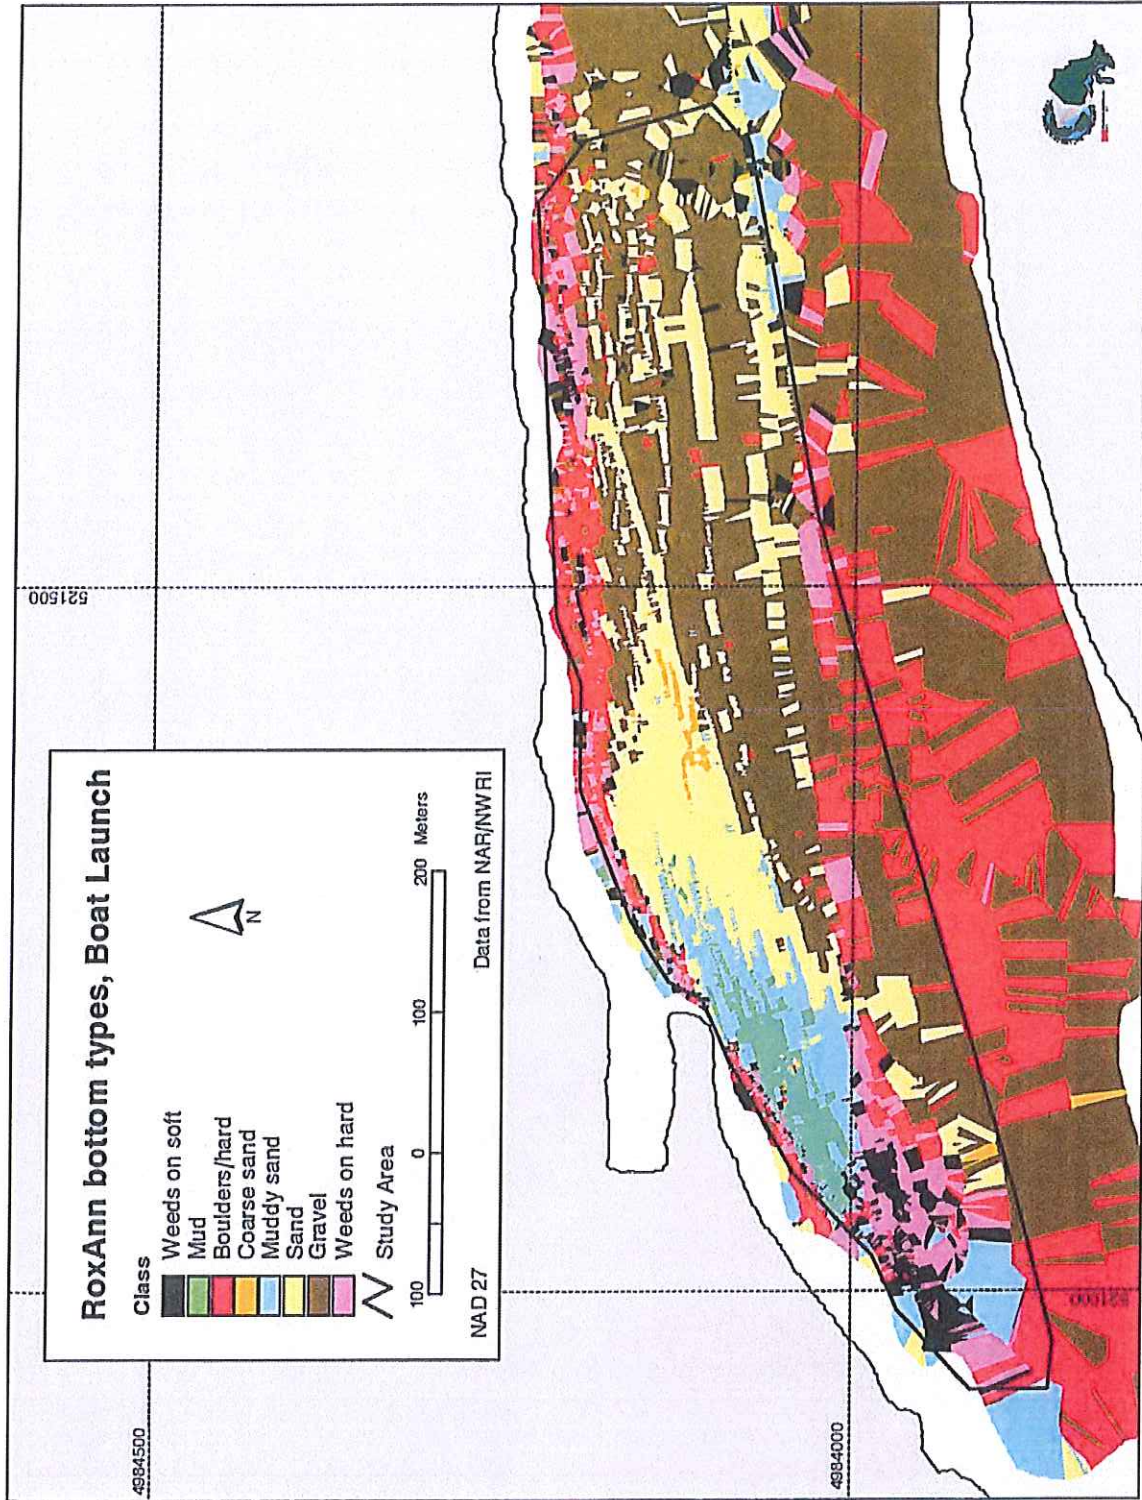 RoxAnn bottom types, Boat Launch
Class
Weeds on soft
Mud
Boulders/hard
Coarse sand
Muddy sand
Sand
Gravel
Weeds on hard
Study Area
N
100 0 100 200 Meters
NAD 27
Data from NAR/NWRI
4984500
4984000
521500
521000